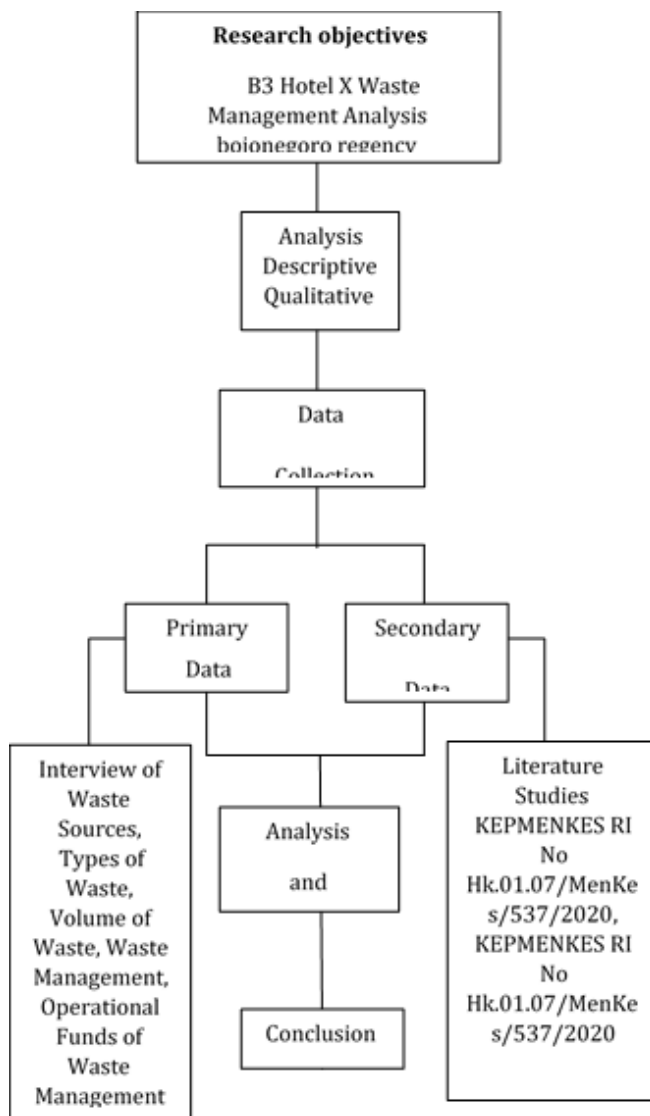 Research objectives
B3 Hotel X Waste
Management Analysis
bojonegoro regency
Analysis
Descriptive
Qualitative
Data
Collection
Primary
Data
Secondary
Data
Interview of
Waste
Sources,
Types of
Waste,
Volume of
Waste, Waste
Management,
Operational
Funds of
Waste
Management
Analysis
and
Literature
Studies
KEPMENKES RI
No
Hk.01.07/MenKe
s/537/2020,
KEPMENKES RI
No
Hk.01.07/MenKe
s/537/2020
Conclusion